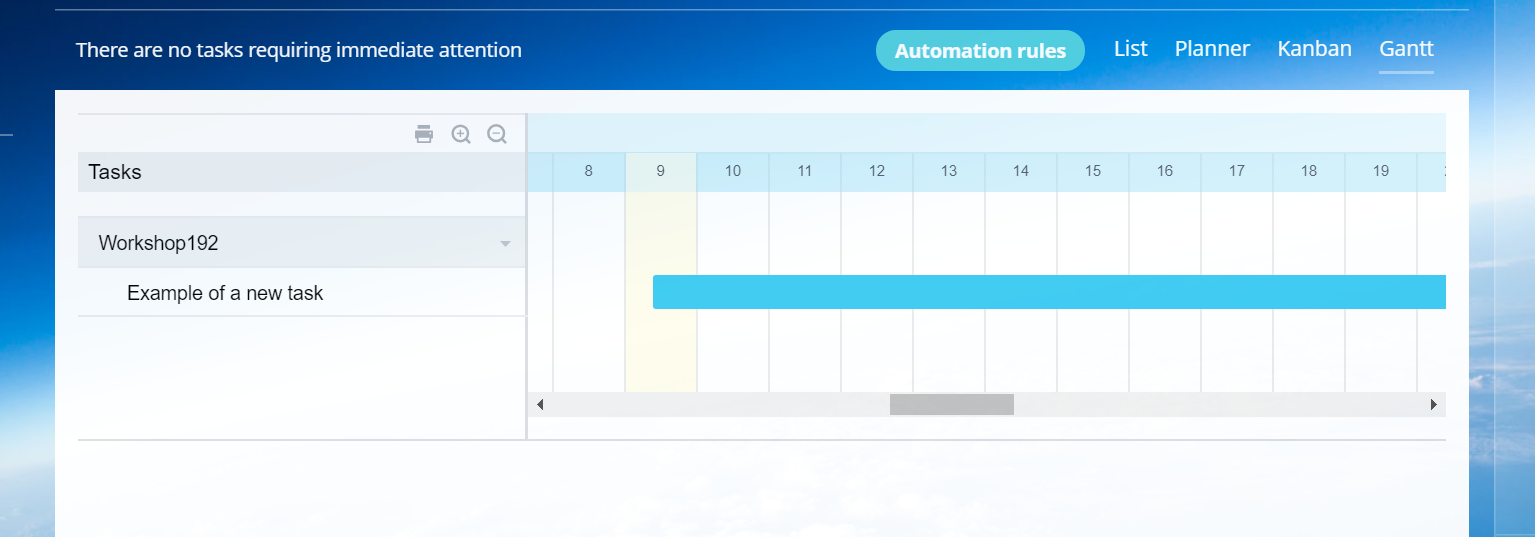 There are no tasks requiring immediate attention
Automation rules List Planner Kanban Gantt
Tasks
8 9 10 11 12 13 14 15 16 17 18 19
Workshop192
Example of a new task